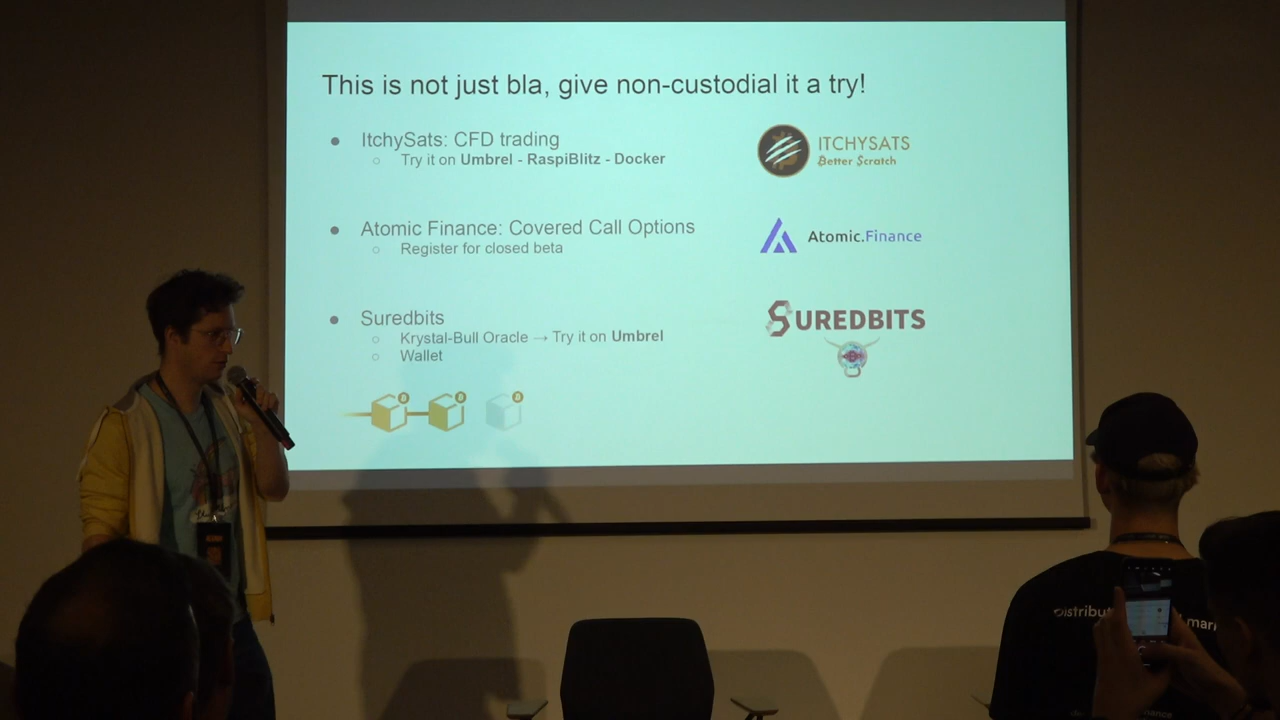 This is not just bla, give non-custodial it a try!
● ItchySats: CFD trading
○ Try it on Umbrel - RaspiBlitz - Docker
ITCHYSATS
Better Scratch
● Atomic Finance: Covered Call Options
○ Register for closed beta
Atomic.Finance
● Suredbits
○ Krystal-Bull Oracle → Try it on Umbrel
○ Wallet
SUREDBITS